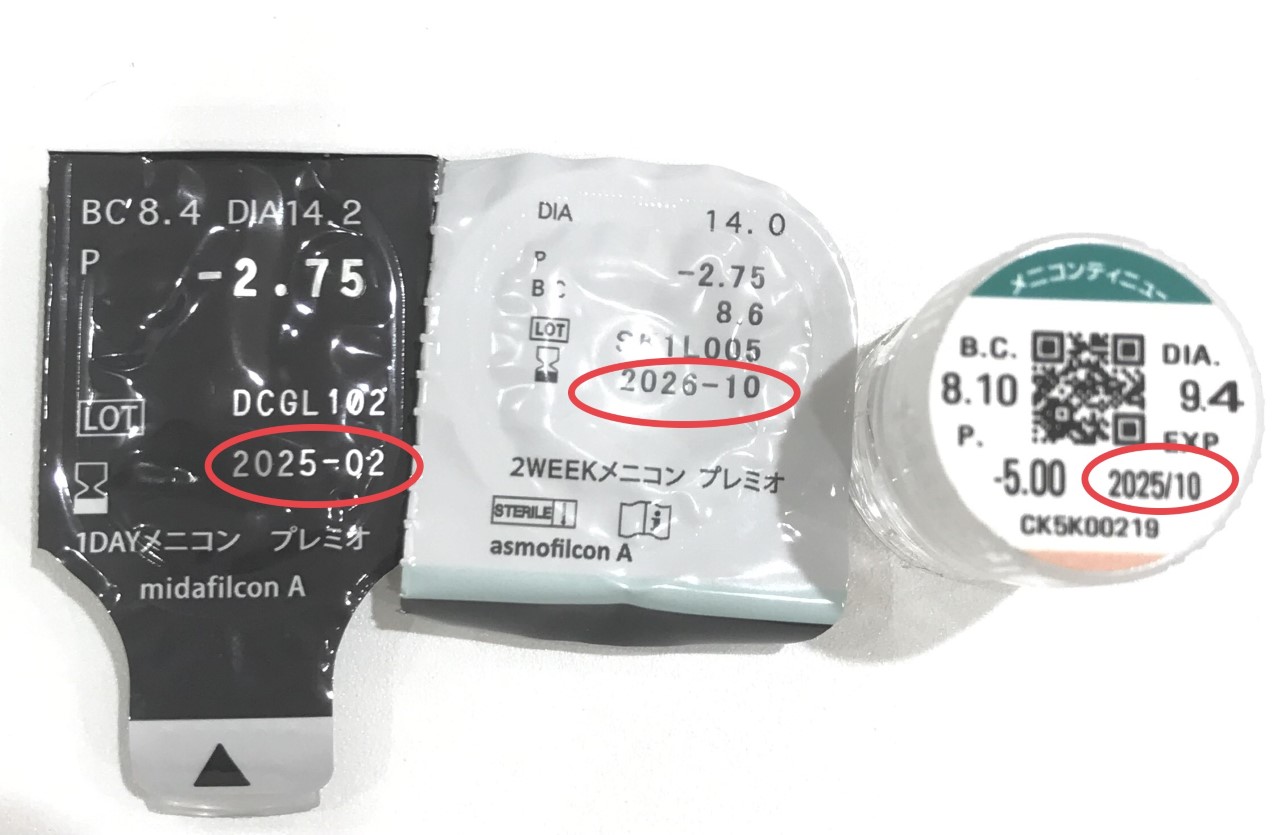 BC 8.4 DIA14.2
P
-2.75
LOT
DCGL102
2025-02
1DAYメニコン プレミオ
midafilcon A
DIA 14.0
P -2.75
BC 8.6
LOT 1L005
2026-10
2WEEKメニコン プレミオ
STERILE
asmofilcon A
メニコンティニュー
B.C. DIA.
8.10 9.4
P. EXP
-5.00 2025/10
CK5K00219